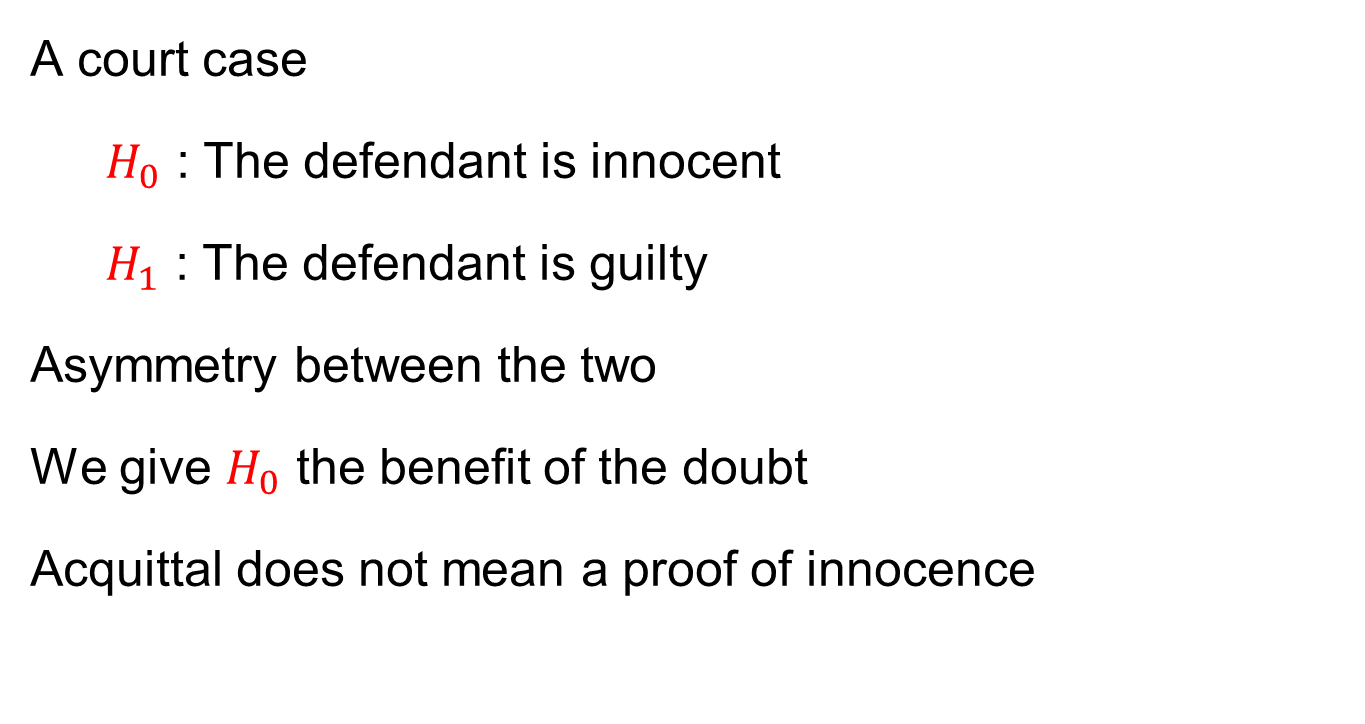 A court case
H₀ : The defendant is innocent
H₁ : The defendant is guilty
Asymmetry between the two
We give H₀ the benefit of the doubt
Acquittal does not mean a proof of innocence